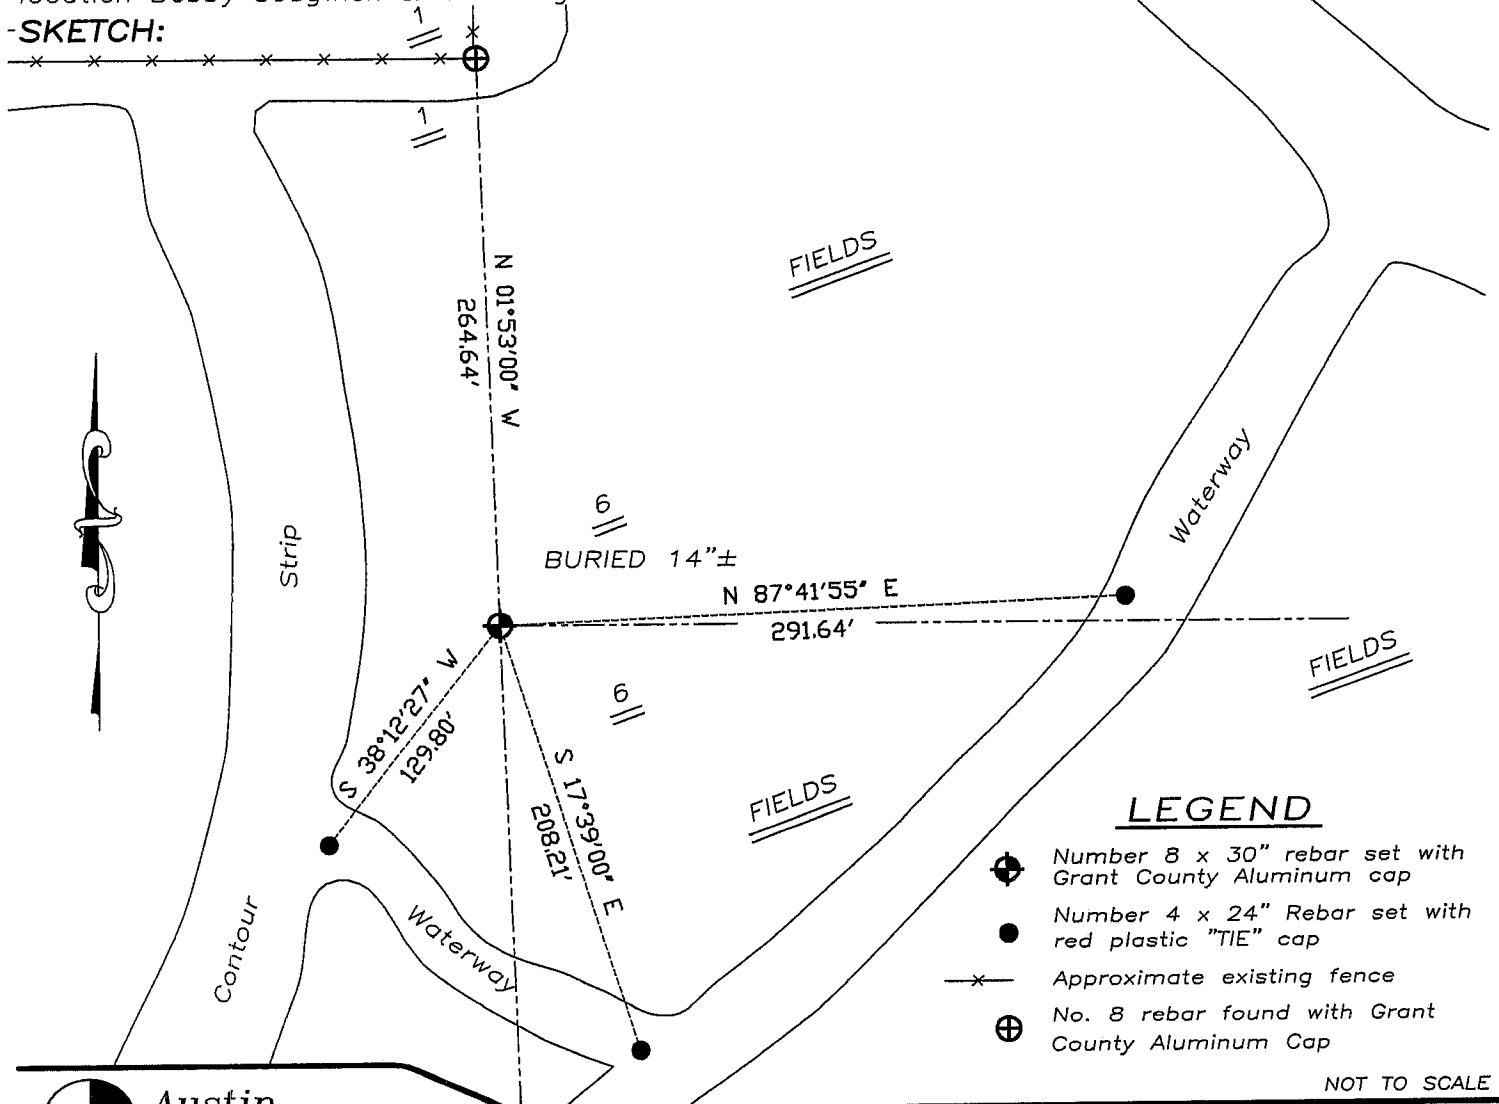 -SKETCH:
1
1
FIELDS
N 01°53'00" W
264.64'
Waterway
6
Strip
BURIED 14"±
N 87°41'55" E
291.64'
FIELDS
S 38°12'27" W
129.80'
6
S 17°39'00" E
208.21'
FIELDS
LEGEND
Number 8 x 30" rebar set with
Grant County Aluminum cap
Number 4 x 24" Rebar set with
red plastic "TIE" cap
Waterway
Contour
Approximate existing fence
No. 8 rebar found with Grant
County Aluminum Cap
NOT TO SCALE
Austin